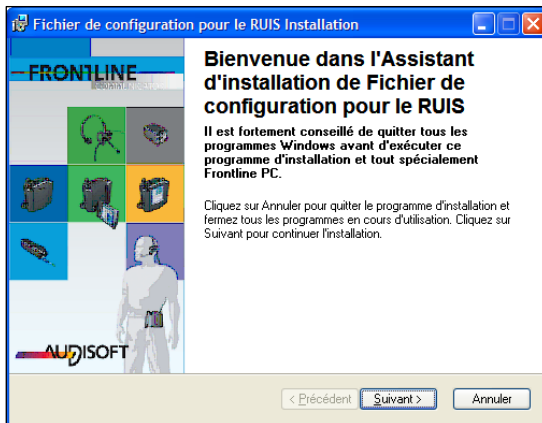 Fichier de configuration pour le RUIS Installation
FRONTLINE
Bienvenue dans l'Assistant
d'installation de Fichier de
configuration pour le RUIS
Il est fortement conseillé de quitter tous les
programmes Windows avant d'exécuter ce
programme d'installation et tout spécialement
Frontline PC.
Cliquez sur Annuler pour quitter le programme d'installation et
fermez tous les programmes en cours d'utilisation. Cliquez sur
Suivant pour continuer l'installation.
AUDISOFT
< Précédent Suivant > Annuler